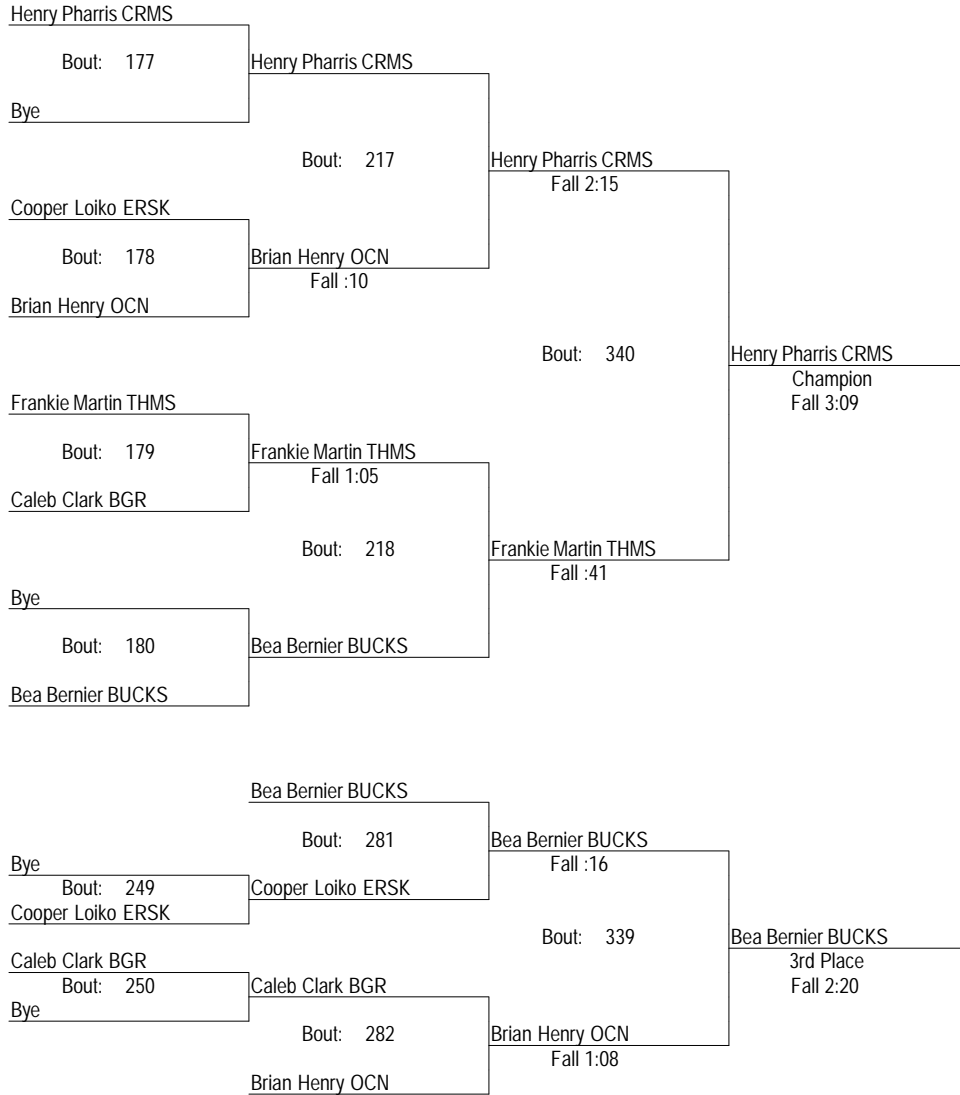 Henry Pharris CRMS
Bout: 177
Henry Pharris CRMS
Bye
Bout: 217
Henry Pharris CRMS
Fall 2:15
Cooper Loiko ERSK
Bout: 178
Brian Henry OCN
Fall :10
Brian Henry OCN
Bout: 340
Henry Pharris CRMS
Champion
Fall 3:09
Frankie Martin THMS
Bout: 179
Frankie Martin THMS
Fall 1:05
Caleb Clark BGR
Bout: 218
Frankie Martin THMS
Fall :41
Bye
Bout: 180
Bea Bernier BUCKS
Bea Bernier BUCKS
Bea Bernier BUCKS
Bout: 281
Bea Bernier BUCKS
Fall :16
Bye
Bout: 249
Cooper Loiko ERSK
Cooper Loiko ERSK
Bout: 339
Bea Bernier BUCKS
3rd Place
Fall 2:20
Caleb Clark BGR
Bout: 250
Caleb Clark BGR
Bye
Bout: 282
Brian Henry OCN
Fall 1:08
Brian Henry OCN